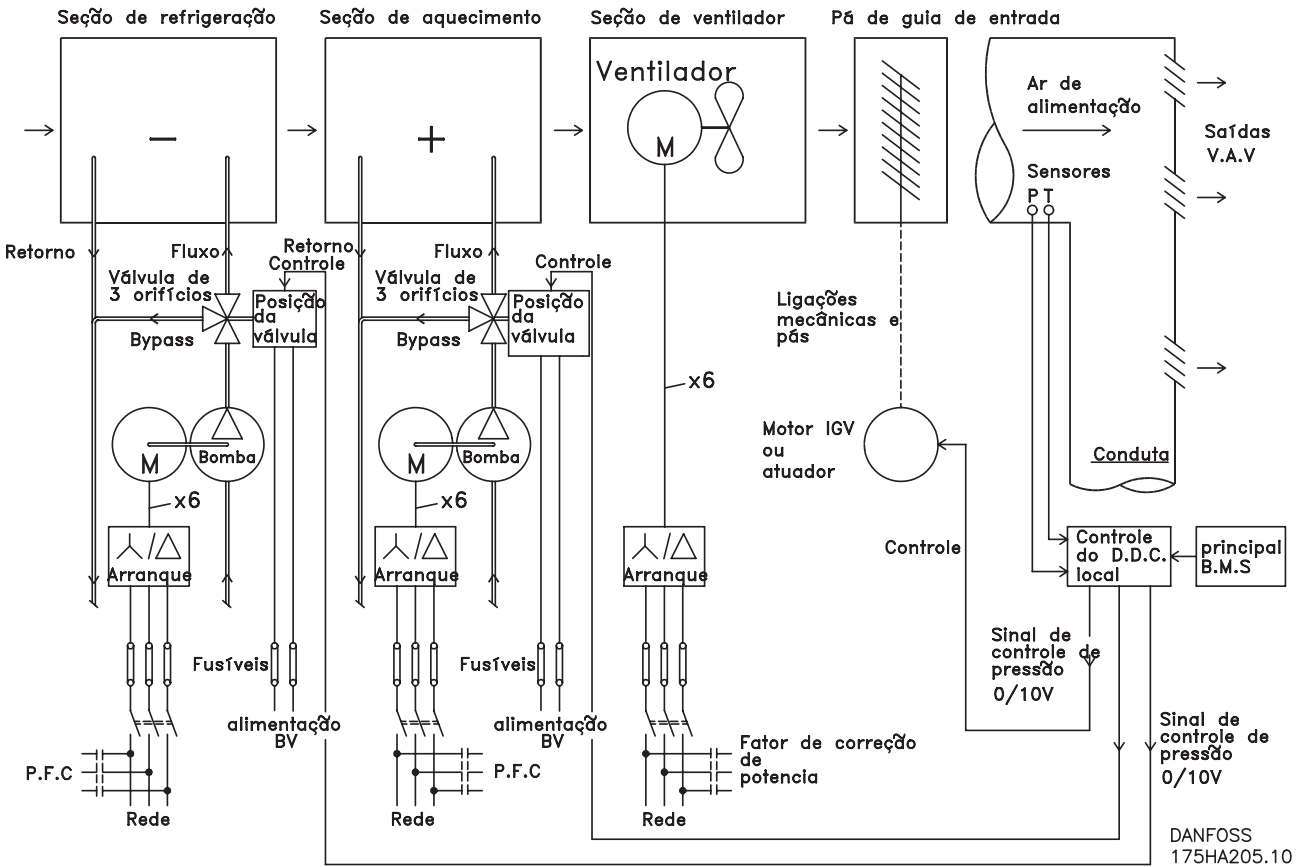 Seção de refrigeração
Seção de aquecimento
Seção de ventilador
Pá de guia de entrada
−
+
Ventilador
M
Ar de
alimentação
Saídas
V.A.V
Sensores
P T
Retorno
Fluxo
Válvula de
3 orifícios
Bypass
Retorno
Controle
Posição
da
válvula
Fluxo
Válvula de
3 orifícios
Bypass
Controle
Posição
da
válvula
Ligações
mecânicas e
pás
x6
M
Bomba
x6
M
Bomba
x6
Motor IGV
ou
atuador
Conduta
Arranque
Arranque
Arranque
Controle
Controle
do D.D.C.
local
principal
B.M.S
Fusíveis
Fusíveis
Sinal de
controle de
pressão
0/10V
alimentação
BV
alimentação
BV
Sinal de
controle de
pressão
0/10V
P.F.C
P.F.C
Fator de correção
de
potencia
Rede
Rede
Rede
DANFOSS
175HA205.10